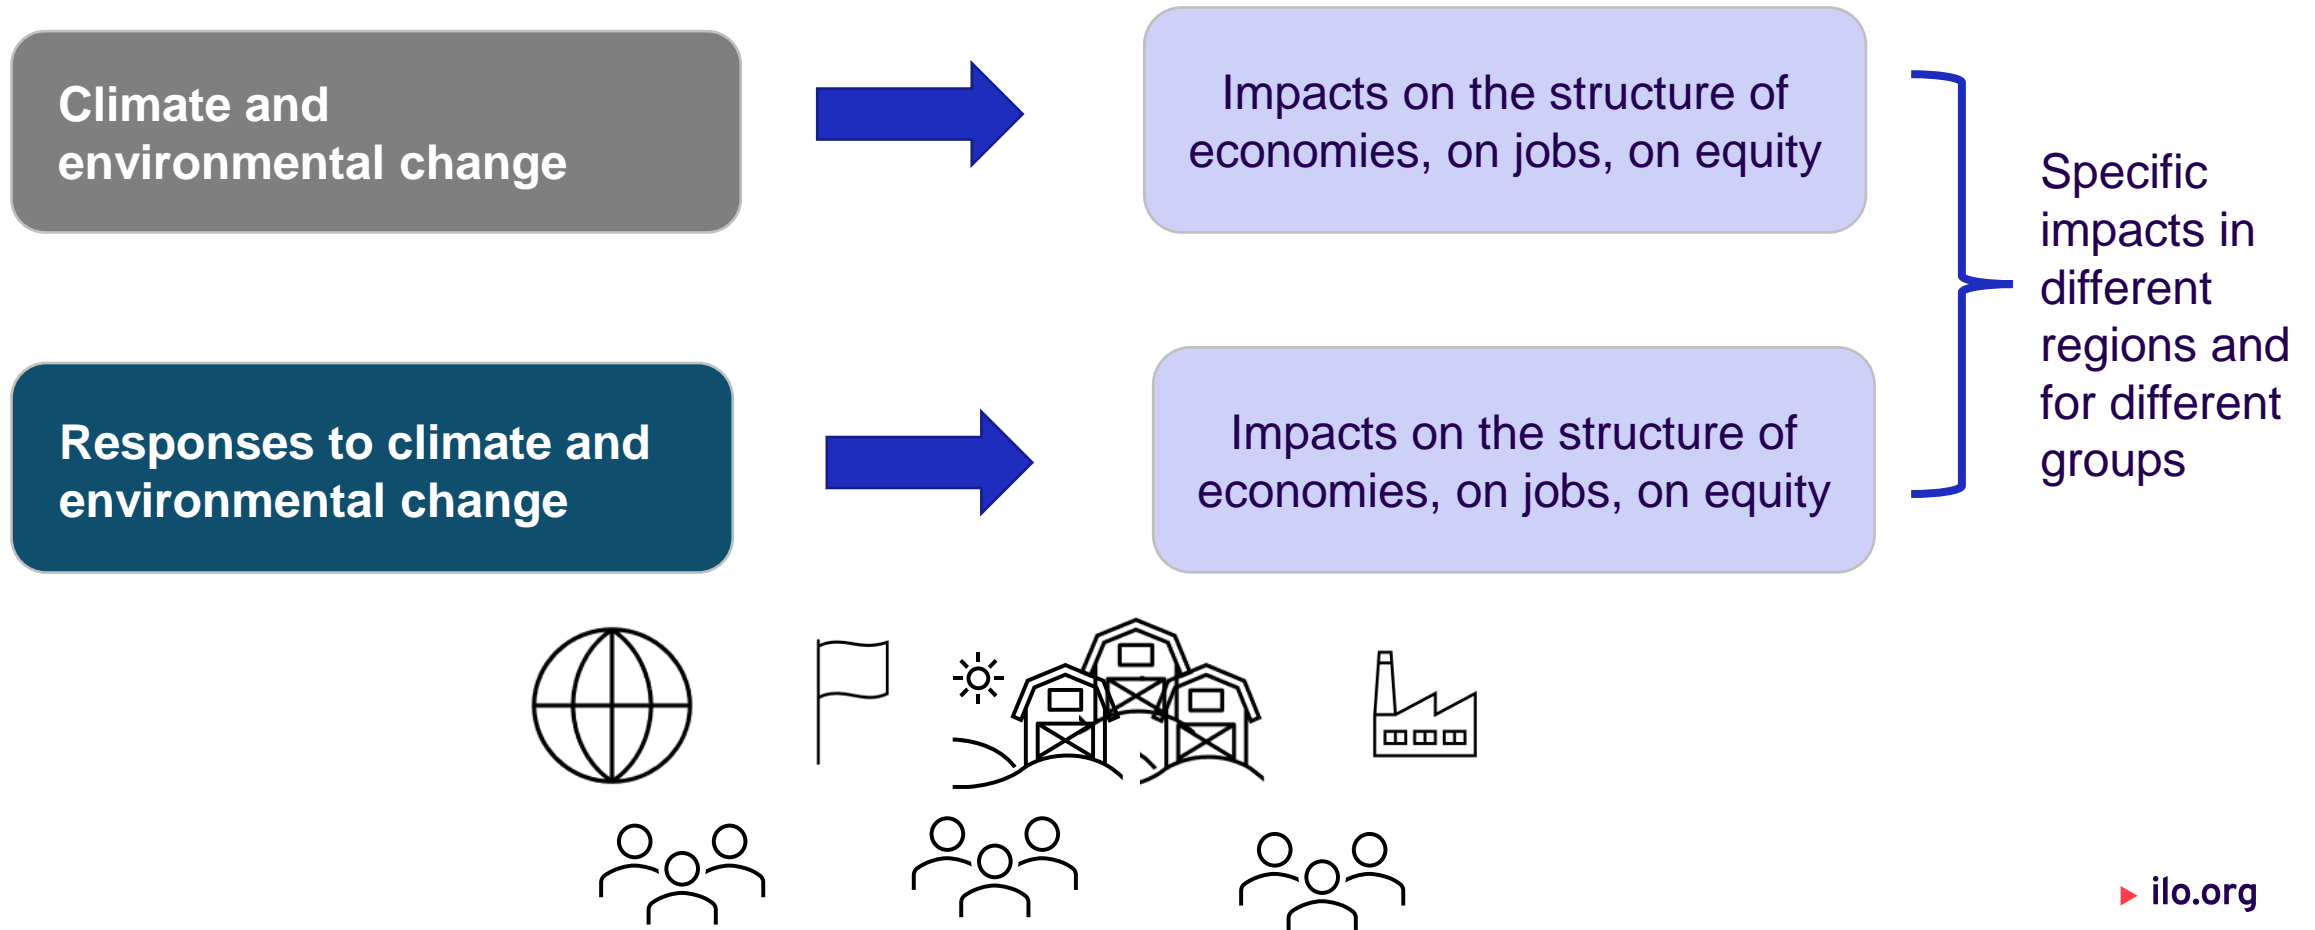 Climate and
environmental change
Impacts on the structure of
economies, on jobs, on equity
Responses to climate and
environmental change
Impacts on the structure of
economies, on jobs, on equity
Specific
impacts in
different
regions and
for different
groups
ilo.org